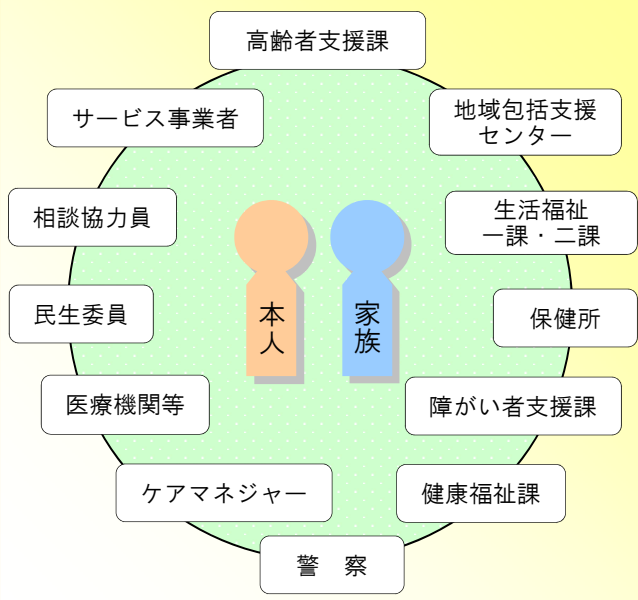 高齢者支援課
サービス事業者
地域包括支援
センター
相談協力員
生活福祉
一課・二課
本人
家族
民生委員
保健所
医療機関等
障がい者支援課
ケアマネジャー
健康福祉課
警　察